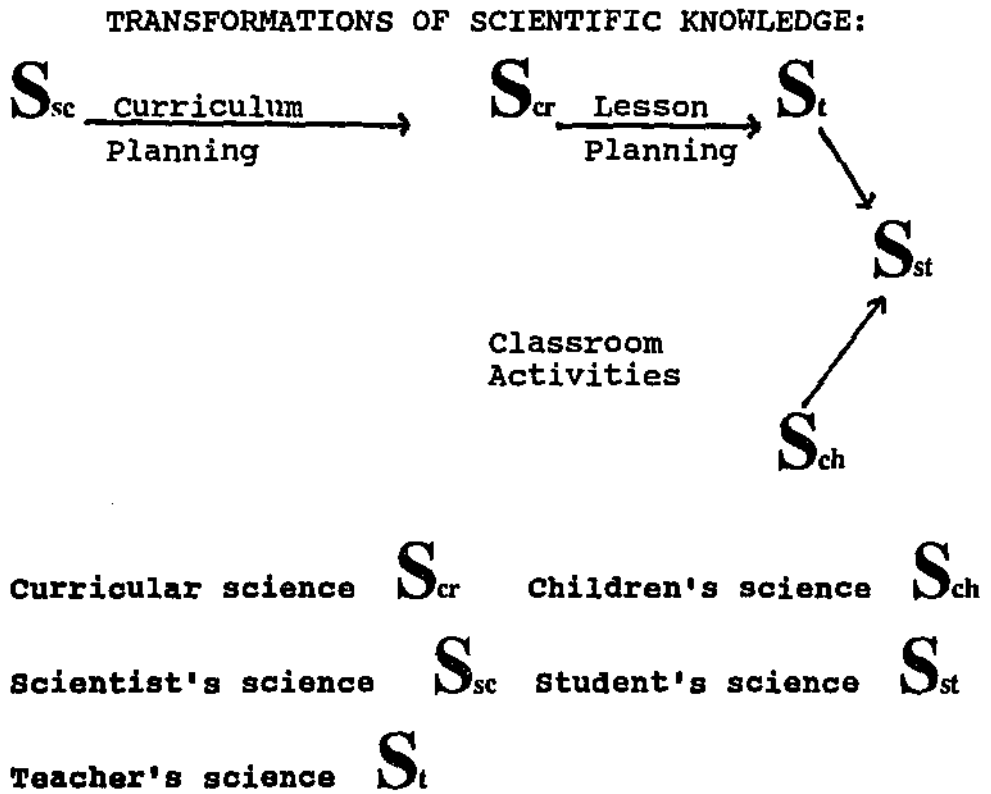 TRANSFORMATIONS OF SCIENTIFIC KNOWLEDGE:
Ssc Curriculum Planning Scr Lesson Planning St
Sst
Classroom
Activities
Sch
Curricular science Scr Children's science Sch
Scientist's science Ssc Student's science Sst
Teacher's science St